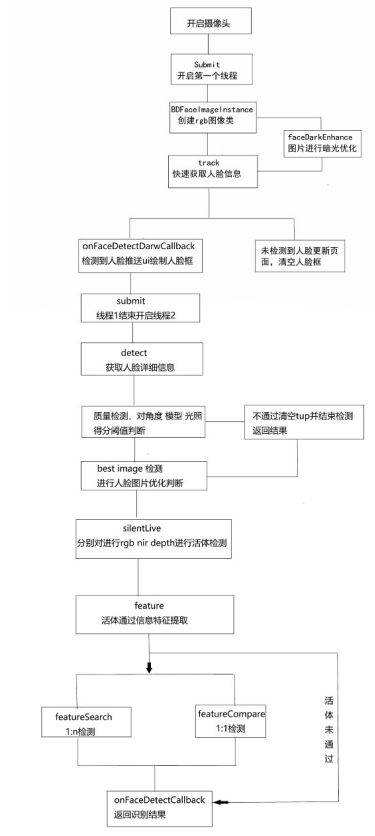 开启摄像头
Submit
开启第一个线程
BDFaceImageInstance
创建rgb图像类
faceDarkEnhance
图片进行暗光优化
track
快速获取人脸信息
onFaceDetectDarwCallback
检测到人脸推送ui绘制人脸框
未检测到人脸更新页
面，清空人脸框
submit
线程1结束开启线程2
detect
获取人脸详细信息
质量检测，对角度 模型 光照
得分阈值判断
不通过清空tup并结束检测
返回结果
best image 检测
进行人脸图片优化判断
silentLive
分别对进行rgb nir depth进行活体检测
feature
活体通过信息特征提取
活体未通过
featureSearch
1:n检测
featureCompare
1:1检测
onFaceDetectCallback
返回识别结果